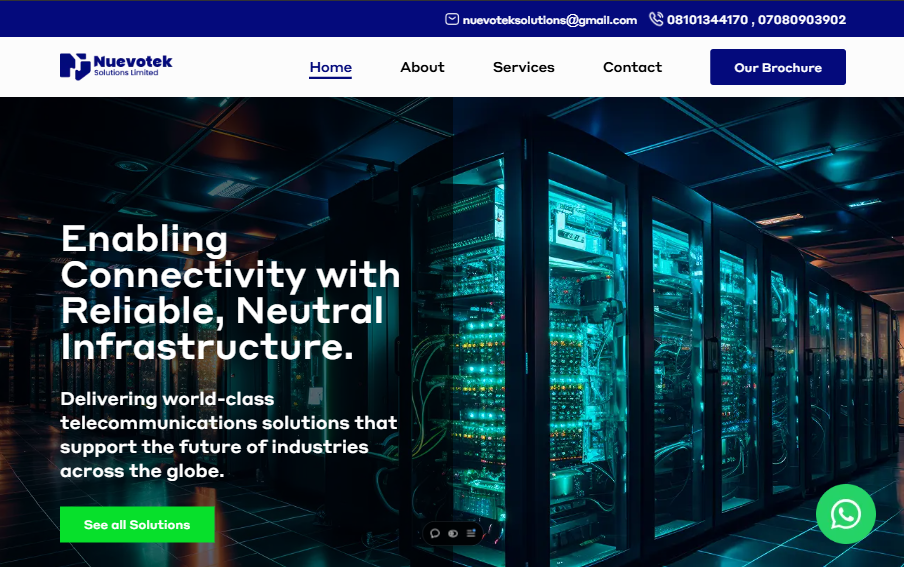 nuevoteksolutions@gmail.com 08101344170 , 07080903902
Nuevotek
Solutions Limited
Home About Services Contact Our Brochure
Enabling
Connectivity with
Reliable, Neutral
Infrastructure.
Delivering world-class
telecommunications solutions that
support the future of industries
across the globe.
See all Solutions